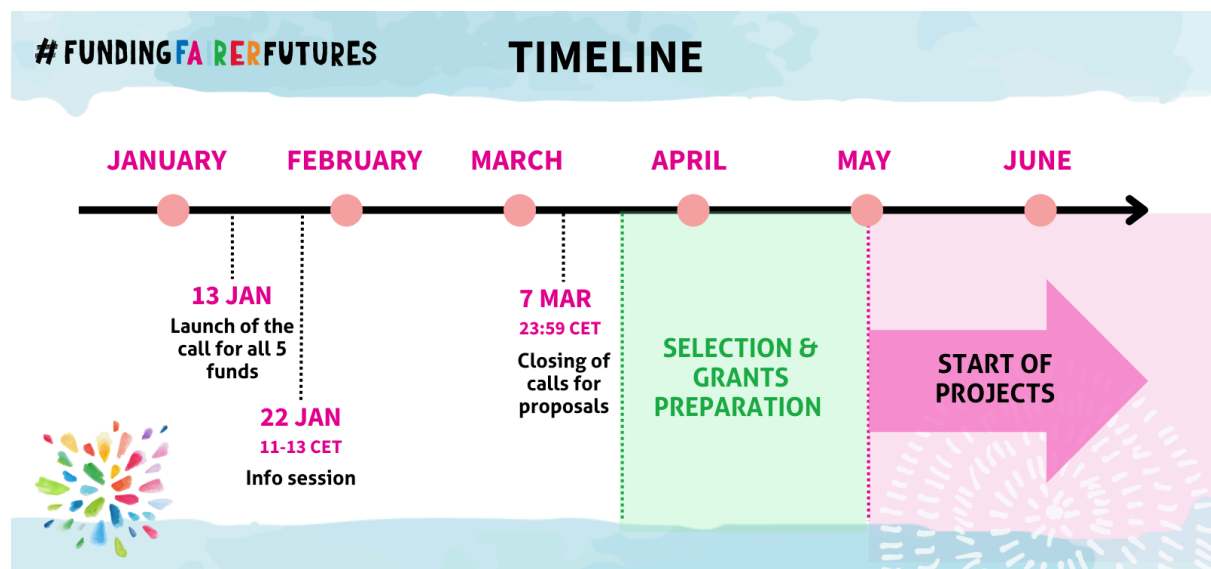 #FUNDINGFAIRERFUTURES
TIMELINE
JANUARY
FEBRUARY
MARCH
APRIL
MAY
JUNE
13 JAN
Launch of the
call for all 5
funds
22 JAN
11-13 CET
Info session
7 MAR
23:59 CET
Closing of
calls for
proposals
SELECTION &
GRANTS
PREPARATION
START OF
PROJECTS